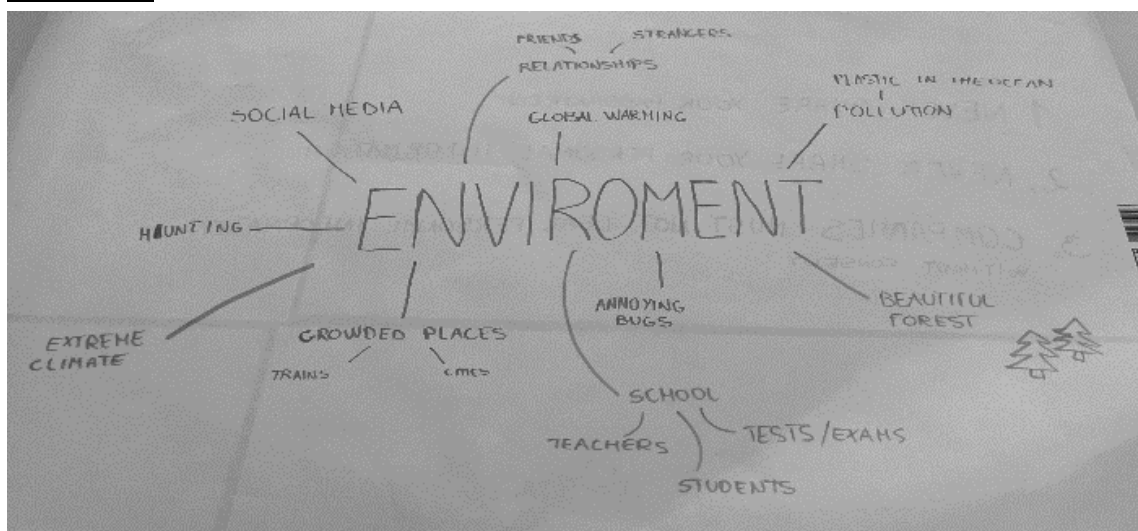 FRIENDS STRANGERS
RELATIONSHIPS
PLASTIC IN THE OCEAN
POLLUTION
SOCIAL MEDIA
GLOBAL WARMING
ENVIROMENT
HUNTING
EXTREME
CLIMATE
CROWDED PLACES
TRAINS CITIES
ANNOYING
BUGS
BEAUTIFUL
FOREST
SCHOOL
TEACHERS
TESTS/EXAMS
STUDENTS